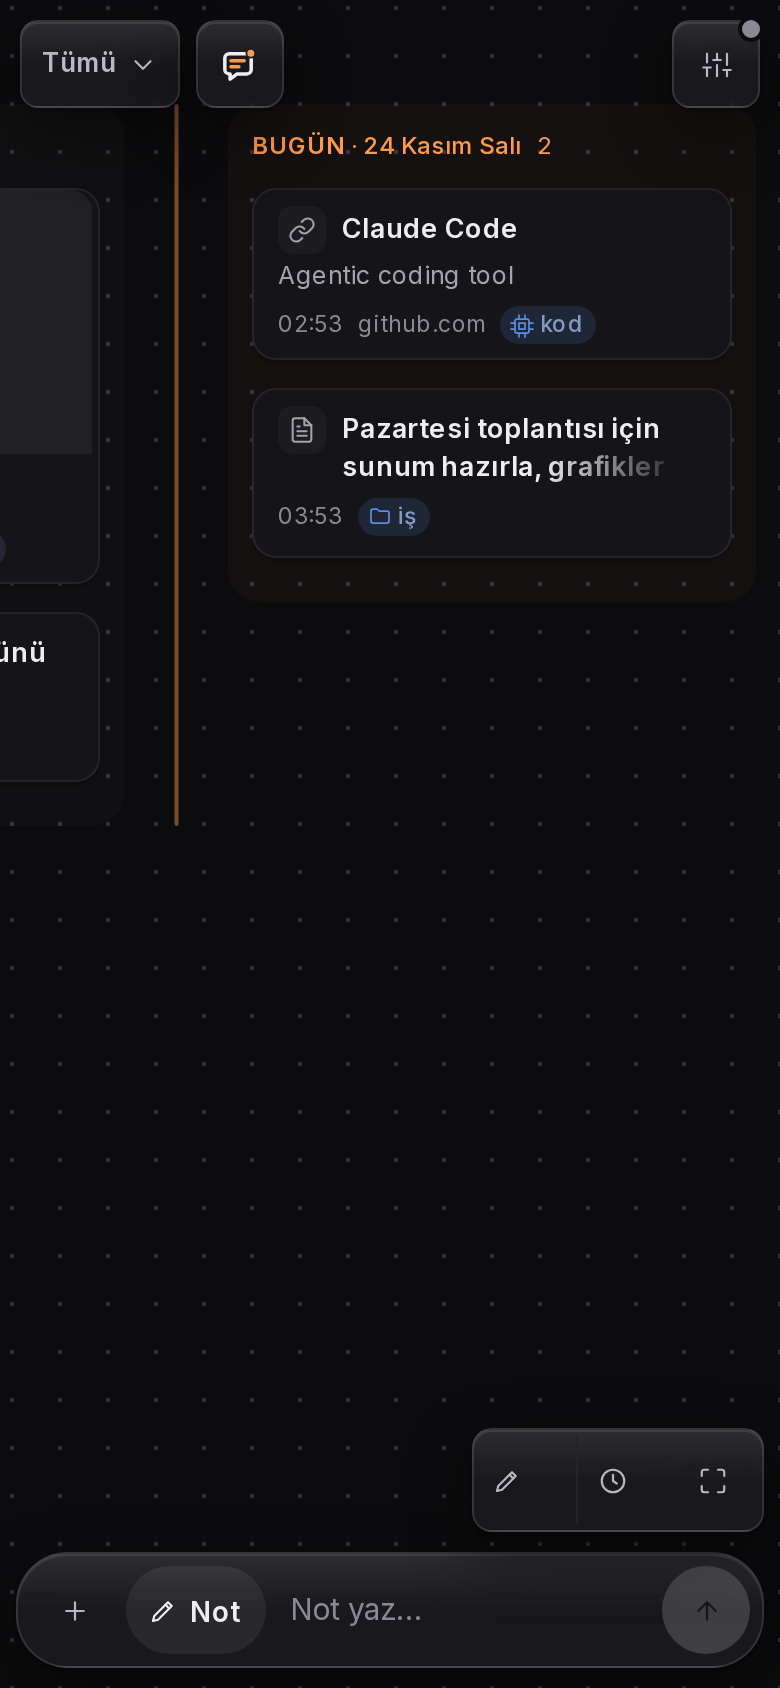 Tümü
BUGÜN · 24 Kasım Salı 2
Claude Code
Agentic coding tool
02:53 github.com kod
Pazartesi toplantısı için
sunum hazırla, grafikler
03:53 iş
ünü
Not Not yaz...